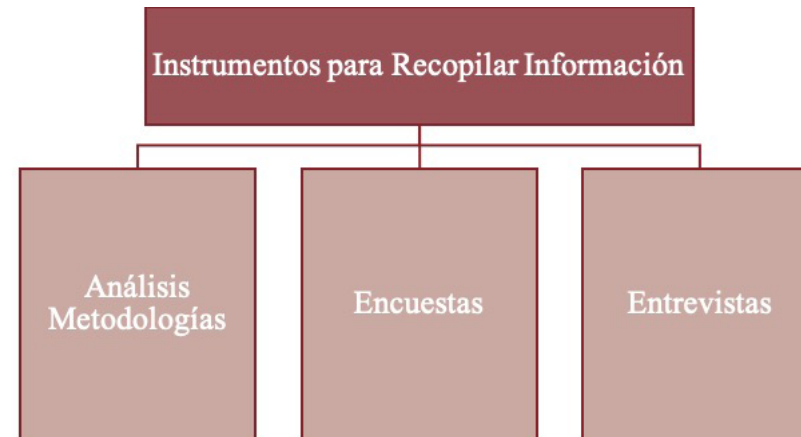 Instrumentos para Recopilar Información
Análisis
Metodologías
Encuestas
Entrevistas